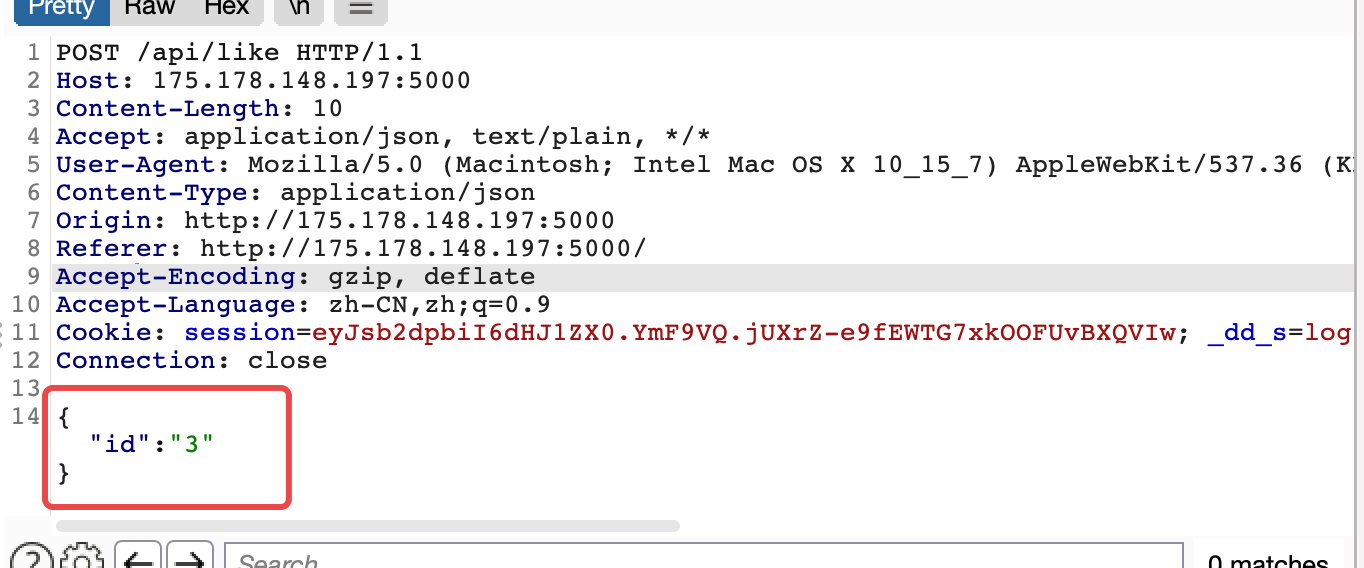 Pretty Raw Hex \n
1 POST /api/like HTTP/1.1
2 Host: 175.178.148.197:5000
3 Content-Length: 10
4 Accept: application/json, text/plain, */*
5 User-Agent: Mozilla/5.0 (Macintosh; Intel Mac OS X 10_15_7) AppleWebKit/537.36 (K
6 Content-Type: application/json
7 Origin: http://175.178.148.197:5000
8 Referer: http://175.178.148.197:5000/
9 Accept-Encoding: gzip, deflate
10 Accept-Language: zh-CN,zh;q=0.9
11 Cookie: session=eyJsb2dpbiI6dHJ1ZX0.YmF9VQ.jUXrZ-e9fEWTG7xkOOFUvBXQVIw; _dd_s=log
12 Connection: close
13
14 {
"id":"3"
}
? Search 0 matches